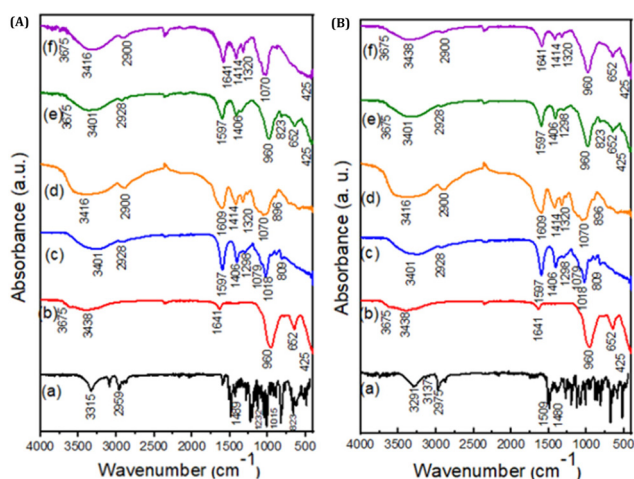 (A)
Absorbance (a.u.)
(f) 3675 3416 2900 1641 1414 1320 1070 425
(e) 3675 3401 2928 1597 1406 960 823 652 425
(d) 3416 2900 1609 1414 1320 1070 896
(c) 3401 2928 1597 1406 1298 1079 1018 809
(b) 3675 3438 1641 960 652 425
(a) 3315 2959 1489 1232 1015 823
4000 3500 3000 2500 2000 1500 1000 500
Wavenumber (cm⁻¹)
(B)
Absorbance (a. u.)
(f) 3675 3438 2900 1641 1414 1320 960 652 425
(e) 3675 3401 2928 1597 1406 1298 960 823 652 425
(d) 3416 2900 1609 1414 1320 1070 896
(c) 3401 2928 1597 1406 1298 1079 1018 809
(b) 3675 3438 1641 960 652 425
(a) 3291 3137 2975 1509 1480
4000 3500 3000 2500 2000 1500 1000 500
Wavenumber (cm⁻¹)